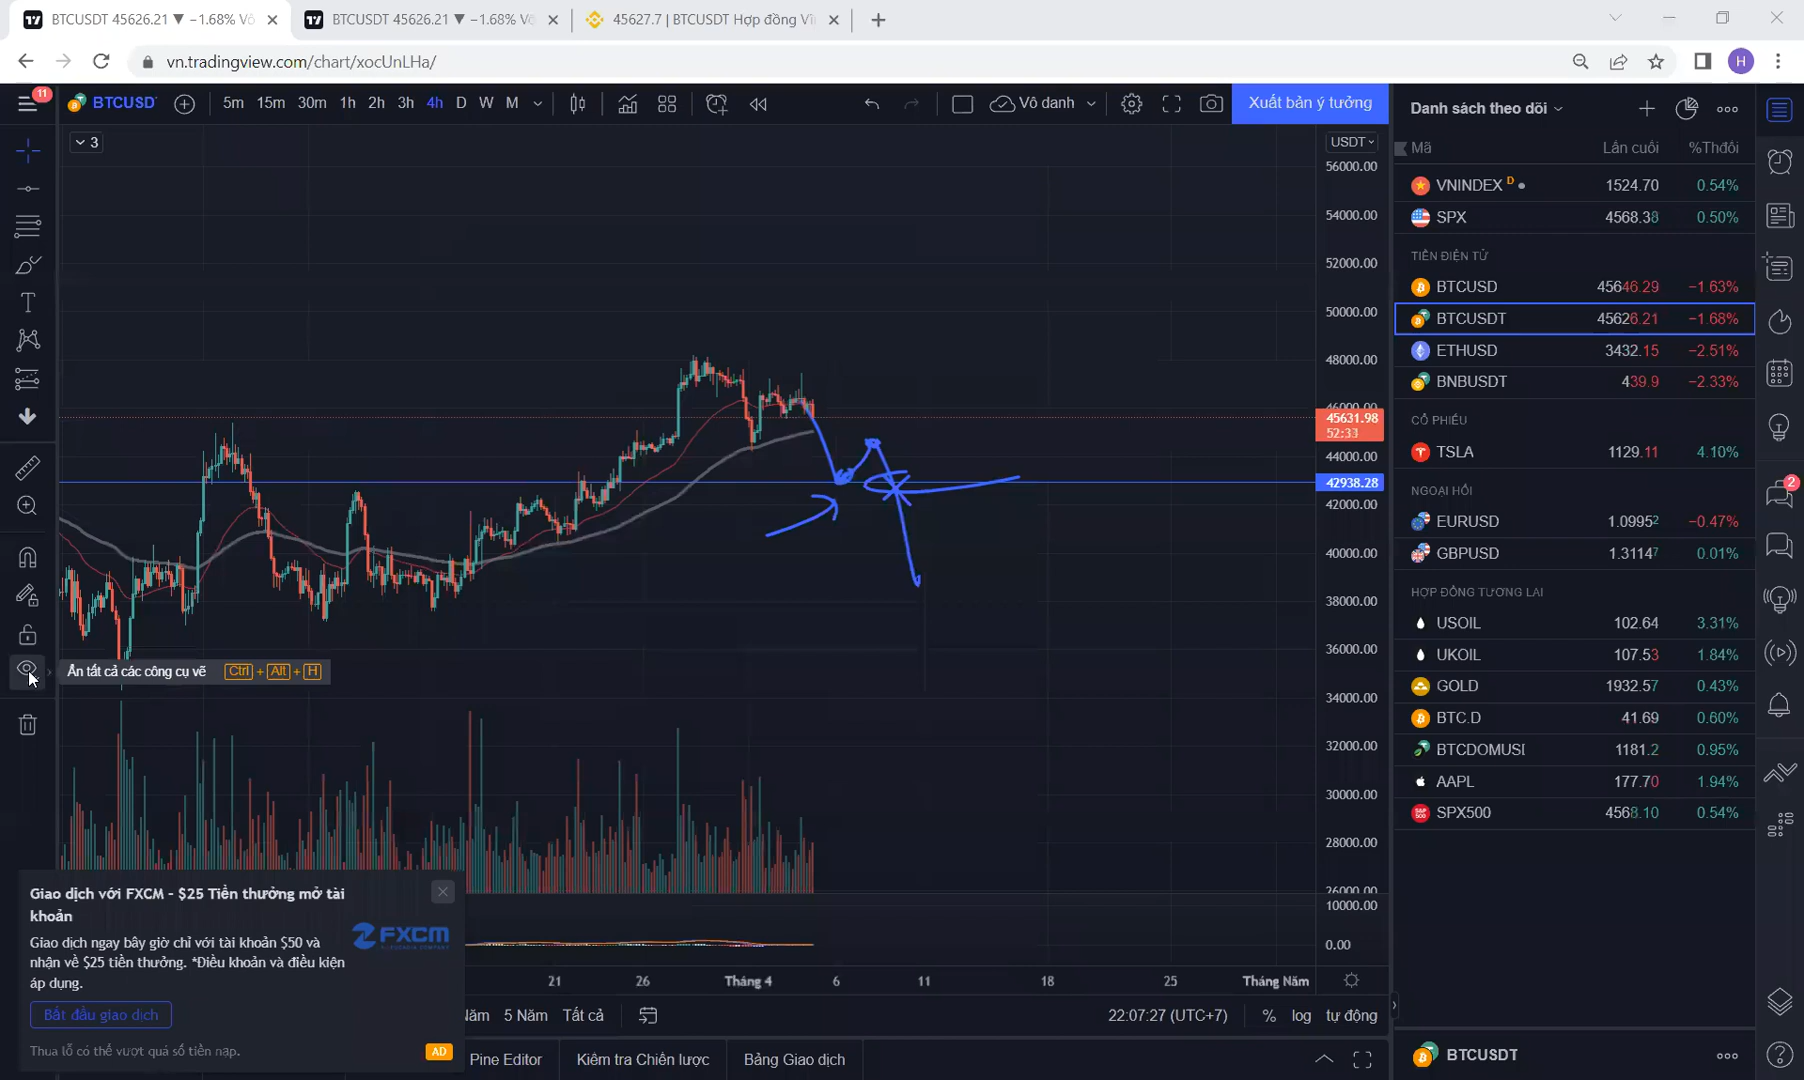 BTCUSDT 45626.21 ▼ −1.68% Vô
BTCUSDT 45626.21 ▼ −1.68% Vô
45627.7 | BTCUSDT Hợp đồng Vĩ
vn.tradingview.com/chart/xocUnLHa/
H
11
BTCUSD
5m 15m 30m 1h 2h 3h 4h D W M
Vô danh
Xuất bản ý tưởng
3
USDT
56000.00
54000.00
52000.00
50000.00
48000.00
46000.00
45631.98
52:33
44000.00
42938.28
42000.00
40000.00
38000.00
36000.00
34000.00
32000.00
30000.00
28000.00
26000.00
10000.00
0.00
Ẩn tất cả các công cụ vẽ Ctrl + Alt + H
Giao dịch với FXCM - $25 Tiền thưởng mở tài
khoản
Giao dịch ngay bây giờ chỉ với tài khoản $50 và
nhận về $25 tiền thưởng. *Điều khoản và điều kiện
áp dụng.
FXCM
Bắt đầu giao dịch
Thua lỗ có thể vượt quá số tiền nạp.
AD
21 26 Tháng 4 6 11 18 25 Tháng Năm
Năm 5 Năm Tất cả
22:07:27 (UTC+7) % log tự động
Pine Editor Kiểm tra Chiến lược Bảng Giao dịch
Danh sách theo dõi
Mã Lần cuối %Thđổi
VNINDEX D 1524.70 0.54%
SPX 4568.38 0.50%
TIỀN ĐIỆN TỬ
BTCUSD 45646.29 −1.63%
BTCUSDT 45626.21 −1.68%
ETHUSD 3432.15 −2.51%
BNBUSDT 439.9 −2.33%
CỔ PHIẾU
TSLA 1129.11 4.10%
NGOẠI HỐI
EURUSD 1.09952 −0.47%
GBPUSD 1.31147 0.01%
HỢP ĐỒNG TƯƠNG LAI
USOIL 102.64 3.31%
UKOIL 107.53 1.84%
GOLD 1932.57 0.43%
BTC.D 41.69 0.60%
BTCDOMUSI 1181.2 0.95%
AAPL 177.70 1.94%
SPX500 4568.10 0.54%
BTCUSDT
2